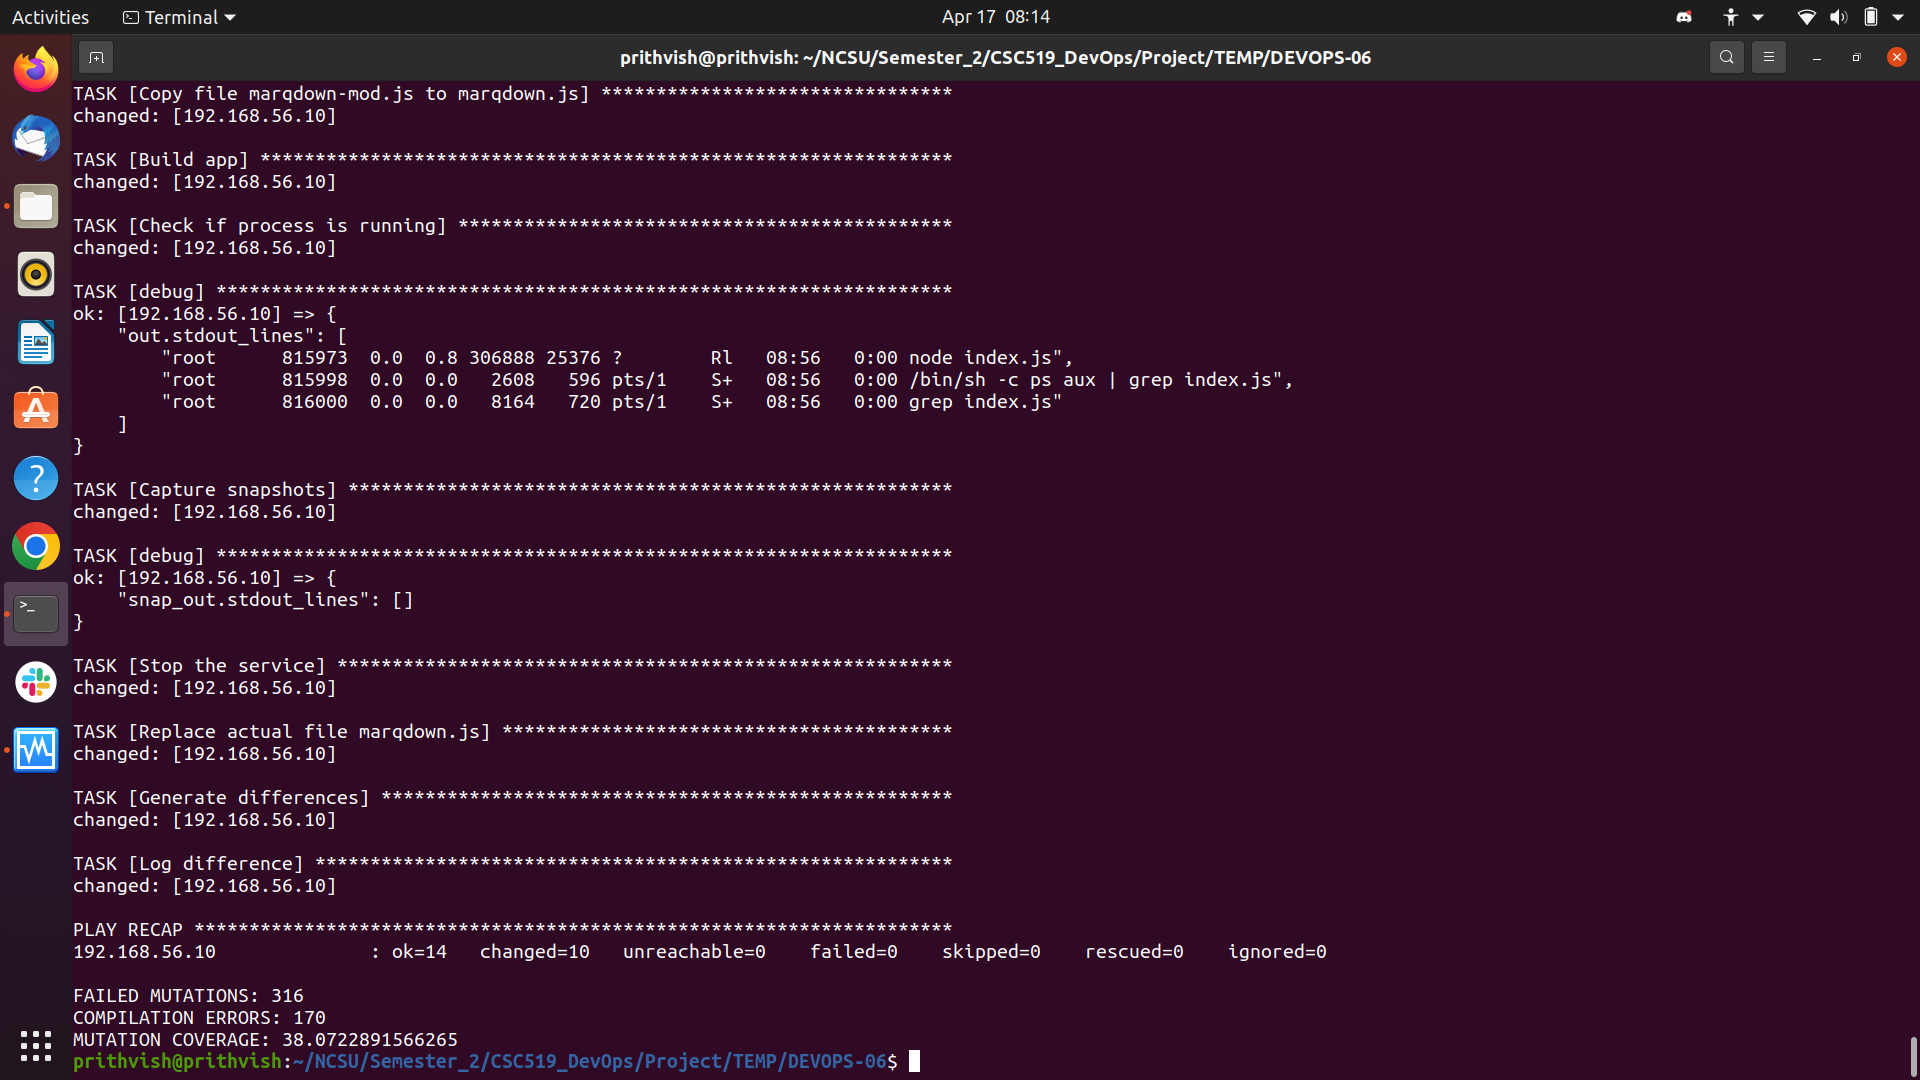 Activities Terminal Apr 17 08:14
prithvish@prithvish: ~/NCSU/Semester_2/CSC519_DevOps/Project/TEMP/DEVOPS-06
TASK [Copy file marqdown-mod.js to marqdown.js] ********************************
changed: [192.168.56.10]
TASK [Build app] ***************************************************************
changed: [192.168.56.10]
TASK [Check if process is running] *********************************************
changed: [192.168.56.10]
TASK [debug] *******************************************************************
ok: [192.168.56.10] => {
    "out.stdout_lines": [
        "root      815973  0.0  0.8 306888 25376 ?        Rl   08:56   0:00 node index.js",
        "root      815998  0.0  0.0   2608   596 pts/1    S+   08:56   0:00 /bin/sh -c ps aux | grep index.js",
        "root      816000  0.0  0.0   8164   720 pts/1    S+   08:56   0:00 grep index.js"
    ]
}
TASK [Capture snapshots] *******************************************************
changed: [192.168.56.10]
TASK [debug] *******************************************************************
ok: [192.168.56.10] => {
    "snap_out.stdout_lines": []
}
TASK [Stop the service] ********************************************************
changed: [192.168.56.10]
TASK [Replace actual file marqdown.js] *****************************************
changed: [192.168.56.10]
TASK [Generate differences] ****************************************************
changed: [192.168.56.10]
TASK [Log difference] **********************************************************
changed: [192.168.56.10]
PLAY RECAP *********************************************************************
192.168.56.10              : ok=14   changed=10   unreachable=0    failed=0    skipped=0    rescued=0    ignored=0
FAILED MUTATIONS: 316
COMPILATION ERRORS: 170
MUTATION COVERAGE: 38.0722891566265
prithvish@prithvish:~/NCSU/Semester_2/CSC519_DevOps/Project/TEMP/DEVOPS-06$